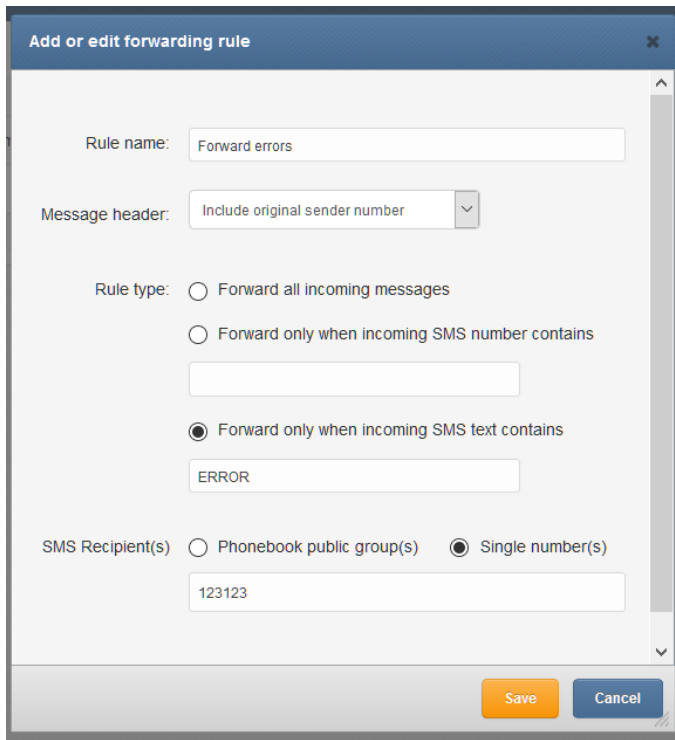 Add or edit forwarding rule
Rule name: Forward errors
Message header: Include original sender number
Rule type: Forward all incoming messages
Forward only when incoming SMS number contains
Forward only when incoming SMS text contains
ERROR
SMS Recipient(s) Phonebook public group(s) Single number(s)
123123
Save Cancel